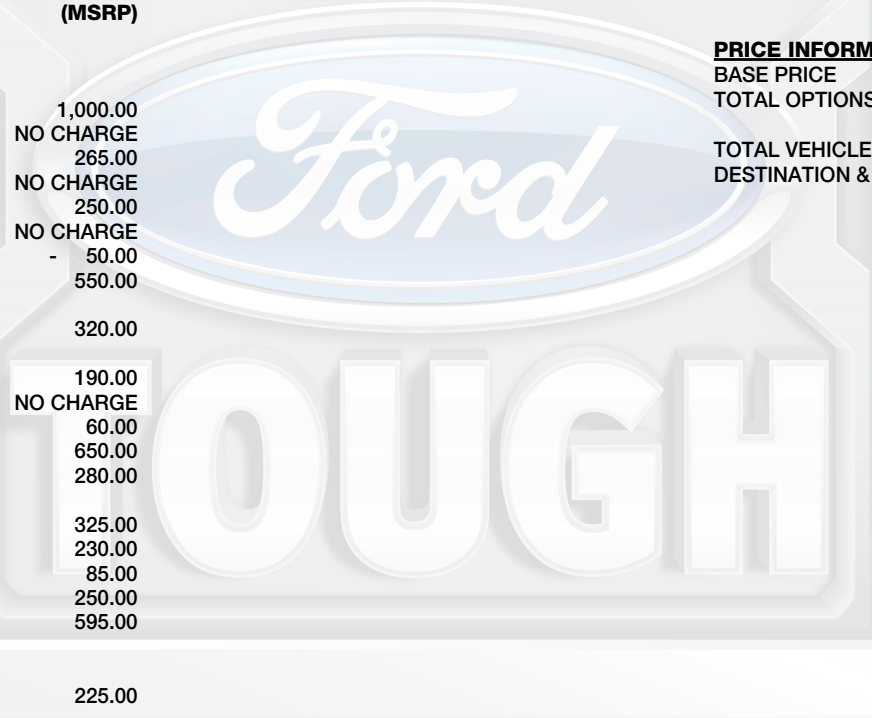 (MSRP)
1,000.00
NO CHARGE
265.00
NO CHARGE
250.00
NO CHARGE
- 50.00
550.00
320.00
190.00
NO CHARGE
60.00
650.00
280.00
325.00
230.00
85.00
250.00
595.00
225.00
PRICE INFORM
BASE PRICE
TOTAL OPTIONS
TOTAL VEHICLE
DESTINATION &
Ford
TOUGH